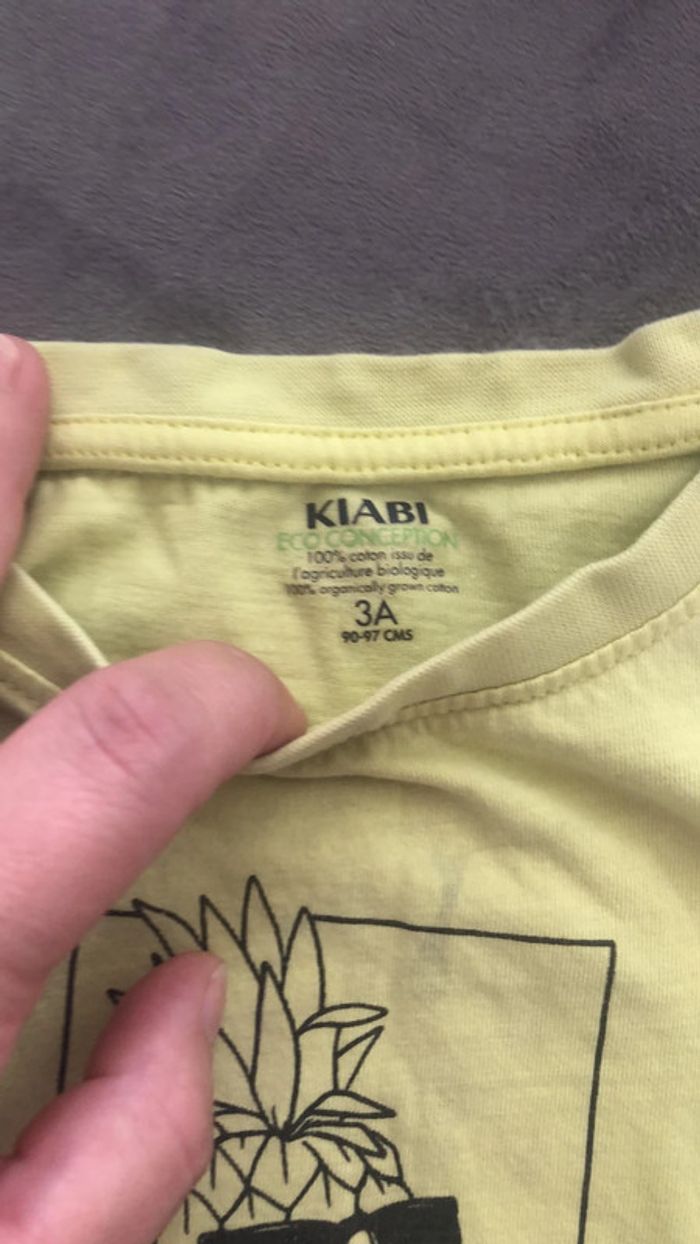 KIABI
ECO CONCEPTION
100% coton issu de
l'agriculture biologique
100% organically grown cotton
3A
90-97 CMS